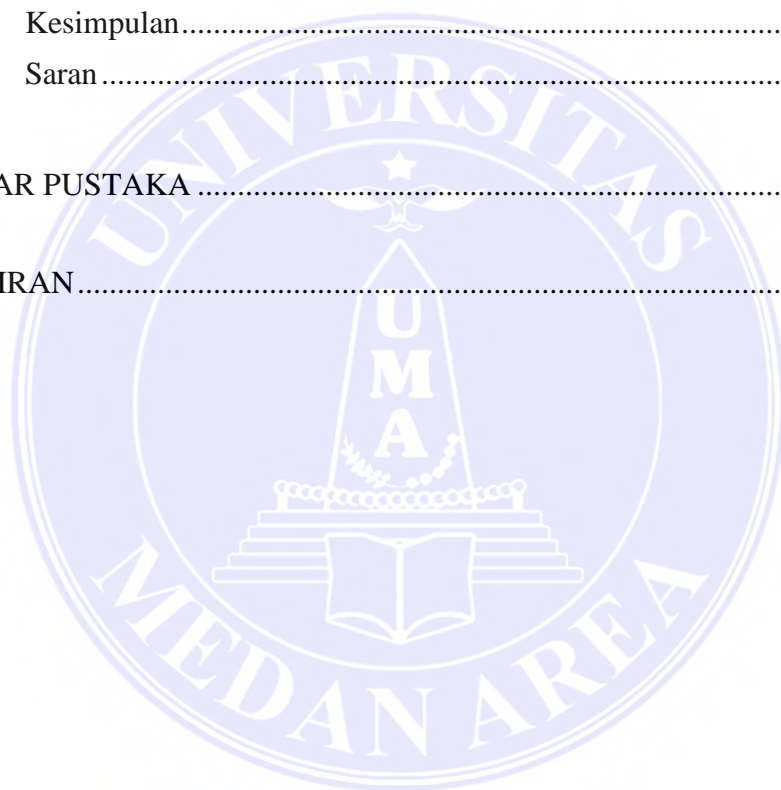 Kesimpulan..........................................................................
Saran....................................................................................
AR PUSTAKA........................................................................
IRAN.......................................................................................
UNIVERSITAS
UMA
MEDAN AREA